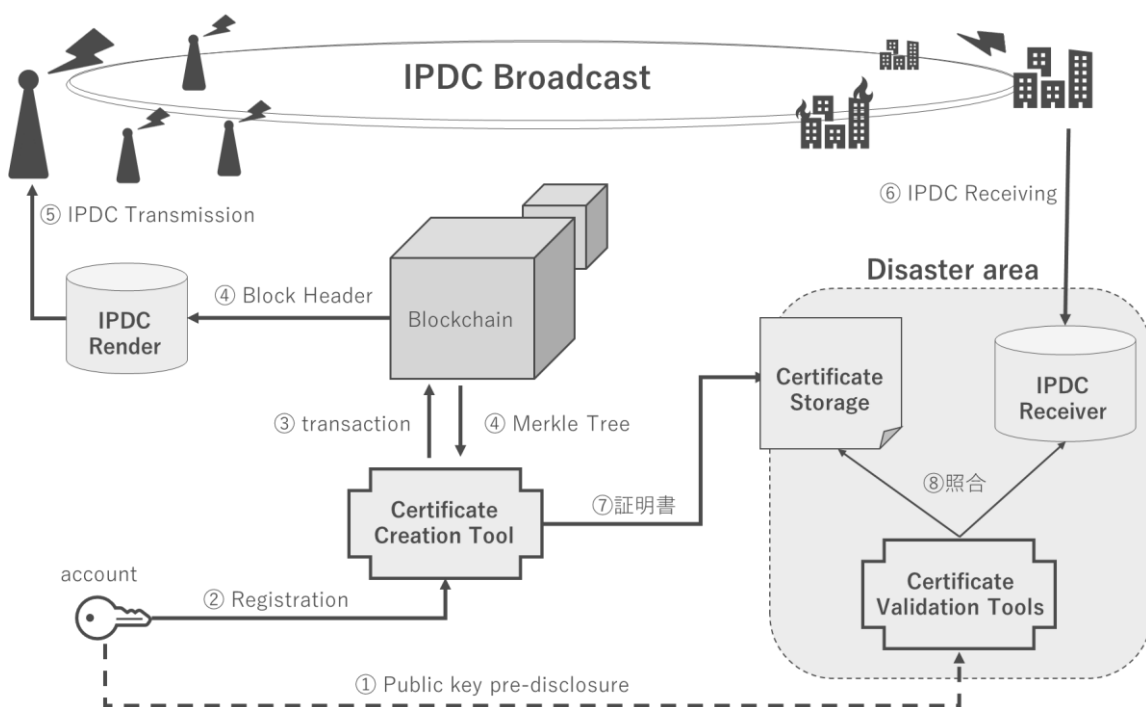 IPDC Broadcast
⑤ IPDC Transmission
⑥ IPDC Receiving
Disaster area
④ Block Header
IPDC
Render
Blockchain
Certificate
Storage
IPDC
Receiver
③ transaction
④ Merkle Tree
⑧照合
Certificate
Creation Tool
⑦証明書
account
② Registration
Certificate
Validation Tools
① Public key pre-disclosure